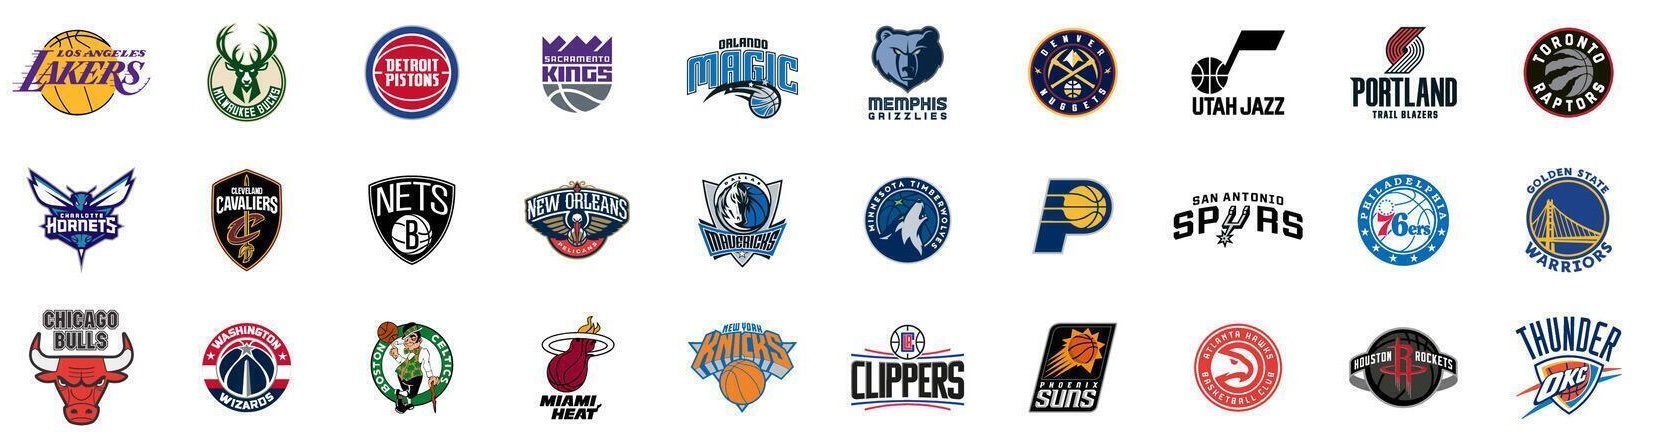 LOS ANGELES
LAKERS
MILWAUKEE BUCKS
DETROIT
PISTONS
SACRAMENTO
KINGS
ORLANDO
MAGIC
MEMPHIS
GRIZZLIES
DENVER
NUGGETS
UTAH JAZZ
PORTLAND
TRAIL BLAZERS
TORONTO
RAPTORS
CHARLOTTE
HORNETS
CLEVELAND
CAVALIERS
C
NETS
B
NEW ORLEANS
PELICANS
DALLAS
MAVERICKS
MINNESOTA TIMBERWOLVES
P
SAN ANTONIO
SPURS
PHILADELPHIA
76ers
GOLDEN STATE
WARRIORS
CHICAGO
BULLS
WASHINGTON
WIZARDS
BOSTON
CELTICS
MIAMI
HEAT
NEW YORK
KNICKS
LA
CLIPPERS
PHOENIX
SUNS
ATLANTA HAWKS
BASKETBALL CLUB
HOUSTON R ROCKETS
THUNDER
OKC